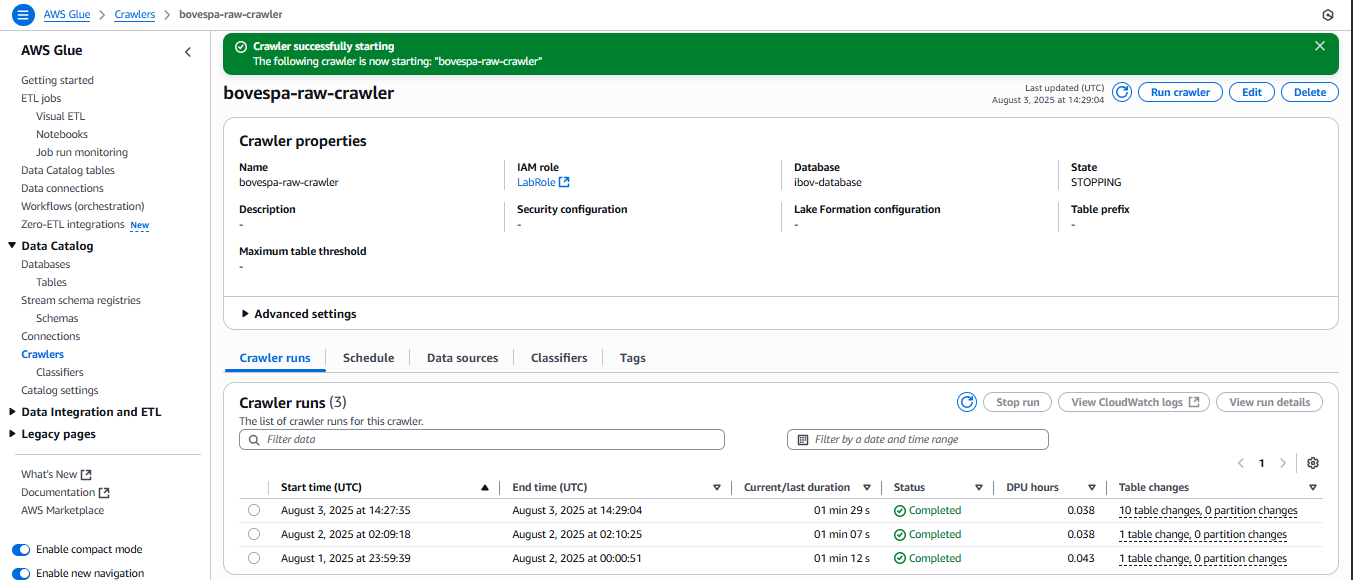 AWS Glue > Crawlers > bovespa-raw-crawler
AWS Glue
Getting started
ETL jobs
Visual ETL
Notebooks
Job run monitoring
Data Catalog tables
Data connections
Workflows (orchestration)
Zero-ETL integrations New
Data Catalog
Databases
Tables
Stream schema registries
Schemas
Connections
Crawlers
Classifiers
Catalog settings
Data Integration and ETL
Legacy pages
What's New
Documentation
AWS Marketplace
Enable compact mode
Enable new navigation
Crawler successfully starting
The following crawler is now starting: "bovespa-raw-crawler"
bovespa-raw-crawler
Last updated (UTC)
August 3, 2025 at 14:29:04
Run crawler Edit Delete
Crawler properties
Name IAM role Database State
bovespa-raw-crawler LabRole ibov-database STOPPING
Description Security configuration Lake Formation configuration Table prefix
- - - -
Maximum table threshold
-
Advanced settings
Crawler runs Schedule Data sources Classifiers Tags
Crawler runs (3)
Stop run View CloudWatch logs View run details
The list of crawler runs for this crawler.
Filter data Filter by a date and time range
1
Start time (UTC) End time (UTC) Current/last duration Status DPU hours Table changes
August 3, 2025 at 14:27:35 August 3, 2025 at 14:29:04 01 min 29 s Completed 0.038 10 table changes, 0 partition changes
August 2, 2025 at 02:09:18 August 2, 2025 at 02:10:25 01 min 07 s Completed 0.038 1 table change, 0 partition changes
August 1, 2025 at 23:59:39 August 2, 2025 at 00:00:51 01 min 12 s Completed 0.043 1 table change, 0 partition changes